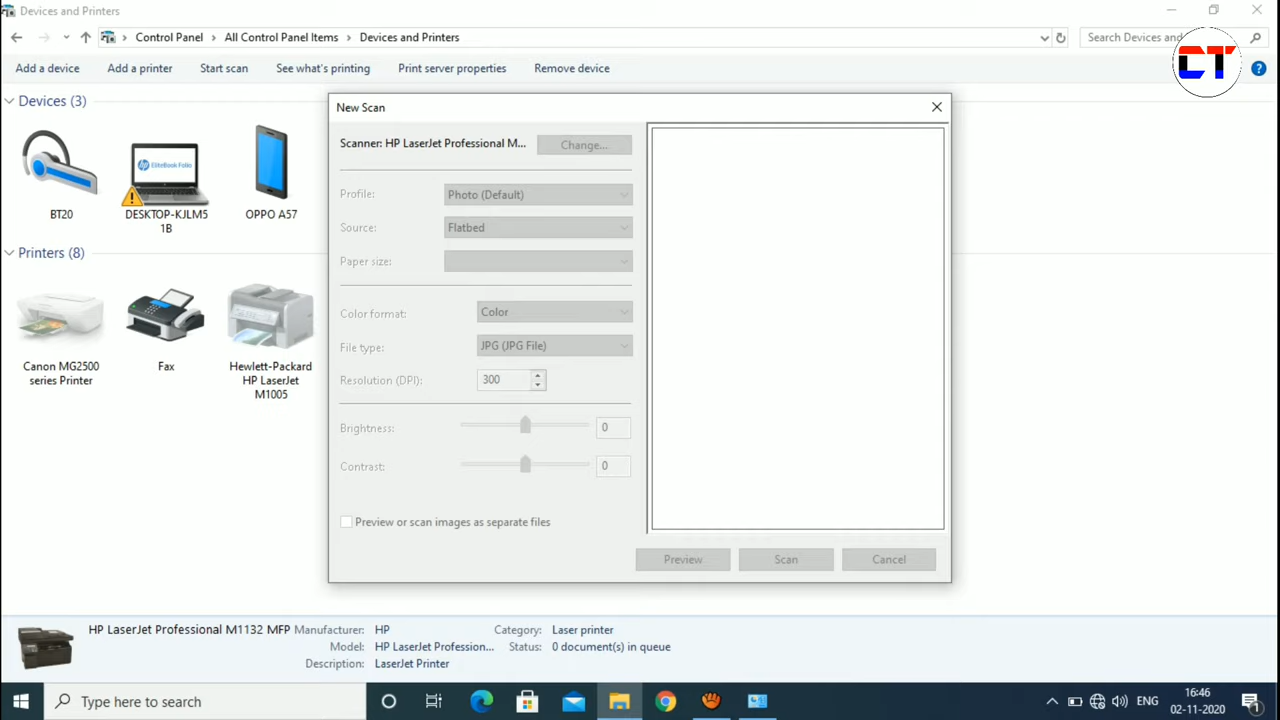 Devices and Printers
Control Panel
All Control Panel Items
Devices and Printers
Search Devices and
CT
Add a device
Add a printer
Start scan
See what's printing
Print server properties
Remove device
Devices (3)
HP EliteBook Folio
BT20
DESKTOP-KJLM5
1B
OPPO A57
Printers (8)
Canon MG2500
series Printer
Fax
Hewlett-Packard
HP LaserJet
M1005
New Scan
Scanner: HP LaserJet Professional M...
Change...
Profile:
Photo (Default)
Source:
Flatbed
Paper size:
Color format:
Color
File type:
JPG (JPG File)
Resolution (DPI):
300
Brightness:
0
Contrast:
0
Preview or scan images as separate files
Preview
Scan
Cancel
HP LaserJet Professional M1132 MFP
Manufacturer: HP
Category: Laser printer
Model: HP LaserJet Profession...
Status: 0 document(s) in queue
Description: LaserJet Printer
Type here to search
ENG
16:46
02-11-2020
1